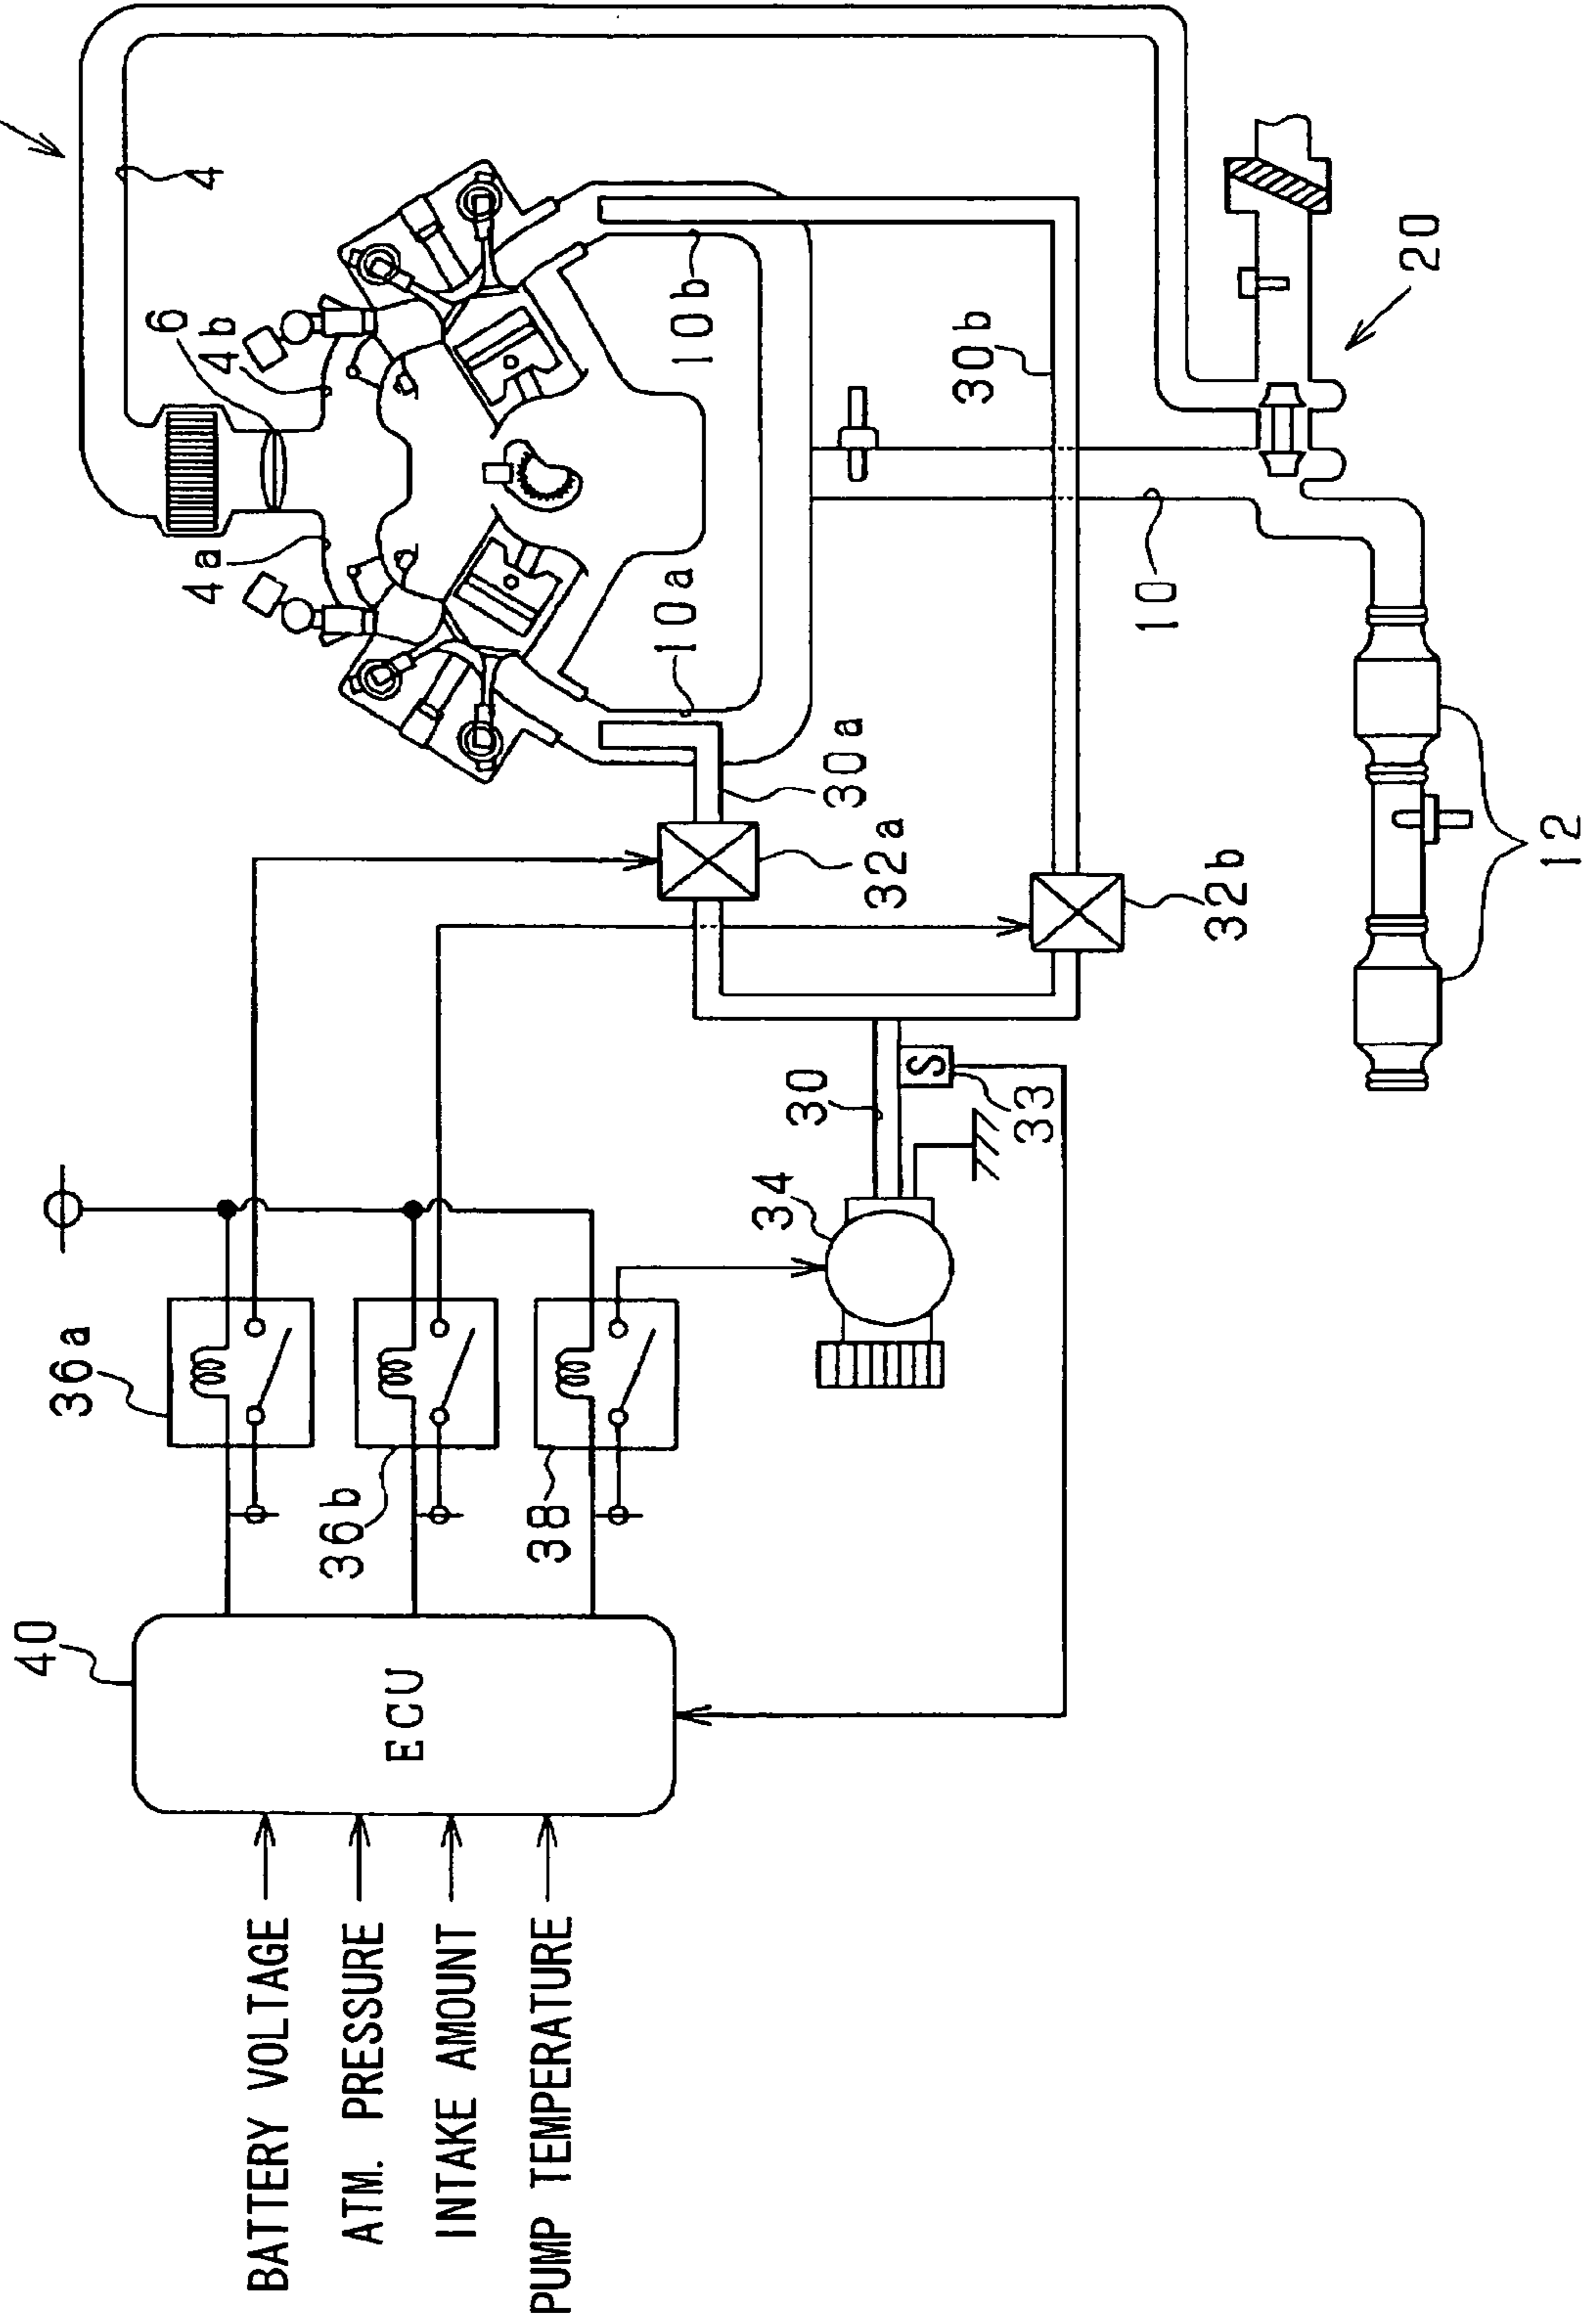 BATTERY VOLTAGE
ATM. PRESSURE
INTAKE AMOUNT
PUMP TEMPERATURE
40
ECU
36a
36b
38
34
30
33
S
32a
32b
30a
30b
10a
10b
10
4
4a
4b
6
20
12